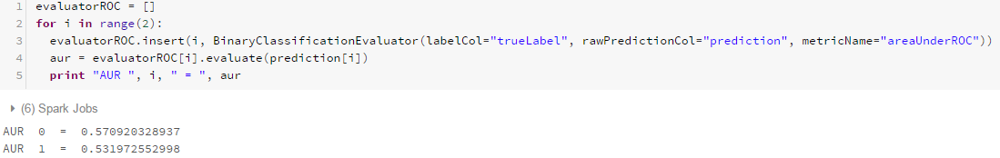 1 evaluatorROC = []
2 for i in range(2):
3   evaluatorROC.insert(i, BinaryClassificationEvaluator(labelCol="trueLabel", rawPredictionCol="prediction", metricName="areaUnderROC"))
4   aur = evaluatorROC[i].evaluate(prediction[i])
5   print "AUR ", i, " = ", aur
(6) Spark Jobs
AUR  0  =  0.570920328937
AUR  1  =  0.531972552998